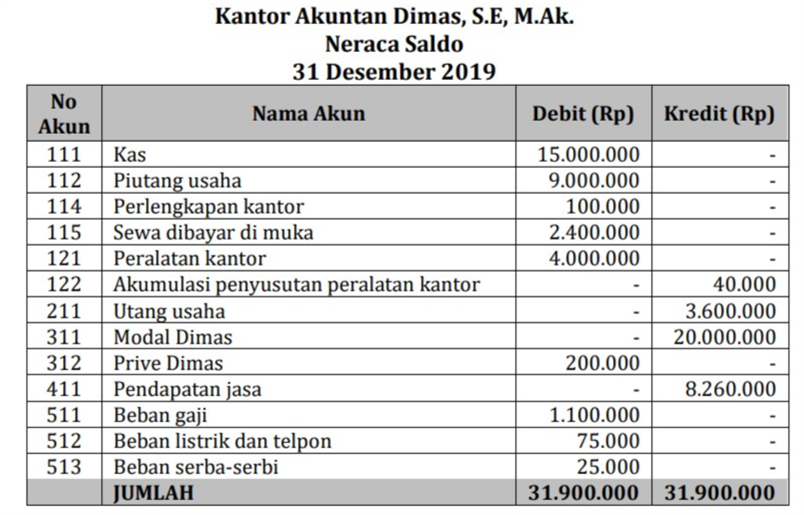 Kantor Akuntan Dimas, S.E, M.Ak.
Neraca Saldo
31 Desember 2019
No Akun Nama Akun Debit (Rp) Kredit (Rp)
111 Kas 15.000.000 -
112 Piutang usaha 9.000.000 -
114 Perlengkapan kantor 100.000 -
115 Sewa dibayar di muka 2.400.000 -
121 Peralatan kantor 4.000.000 -
122 Akumulasi penyusutan peralatan kantor - 40.000
211 Utang usaha - 3.600.000
311 Modal Dimas - 20.000.000
312 Prive Dimas 200.000 -
411 Pendapatan jasa - 8.260.000
511 Beban gaji 1.100.000 -
512 Beban listrik dan telpon 75.000 -
513 Beban serba-serbi 25.000 -
JUMLAH 31.900.000 31.900.000